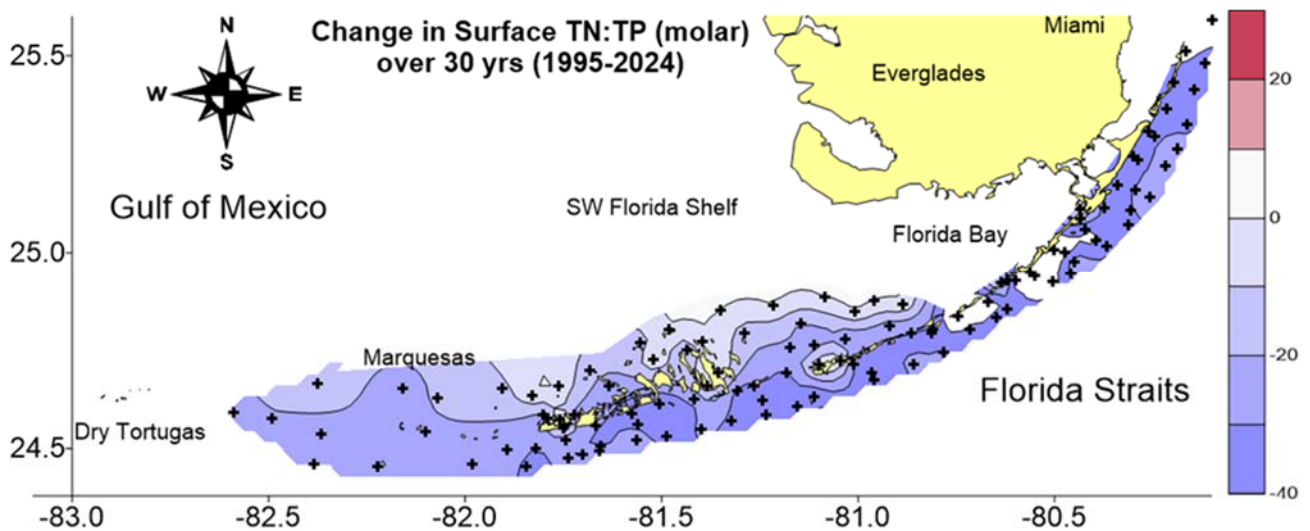 Change in Surface TN:TP (molar)
over 30 yrs (1995-2024)
N
W E
S
Miami
Everglades
Gulf of Mexico
SW Florida Shelf
Florida Bay
Marquesas
Dry Tortugas
Florida Straits
25.5
25.0
24.5
-83.0 -82.5 -82.0 -81.5 -81.0 -80.5
20
0
-20
-40